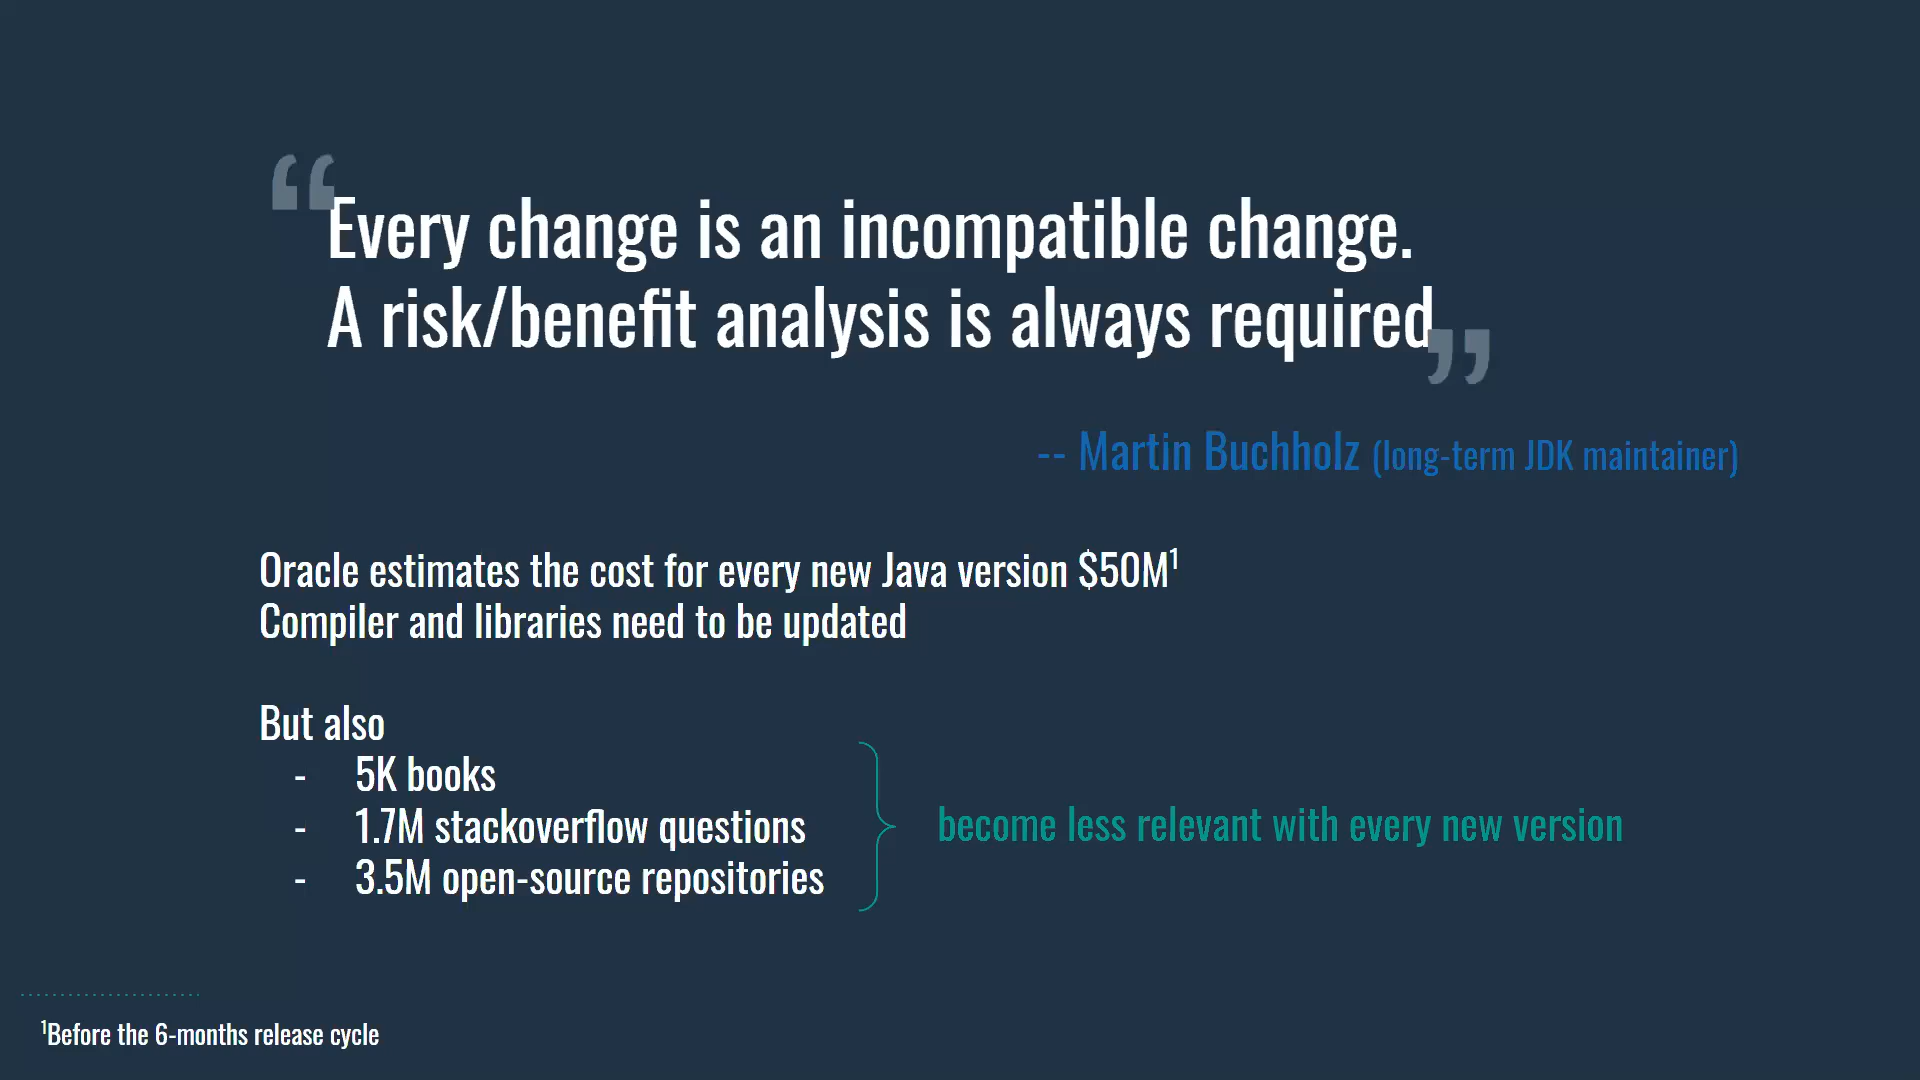 “Every change is an incompatible change.
A risk/benefit analysis is always required”
-- Martin Buchholz (long-term JDK maintainer)
Oracle estimates the cost for every new Java version $50M¹
Compiler and libraries need to be updated
But also
- 5K books
- 1.7M stackoverflow questions
- 3.5M open-source repositories
become less relevant with every new version
¹Before the 6-months release cycle